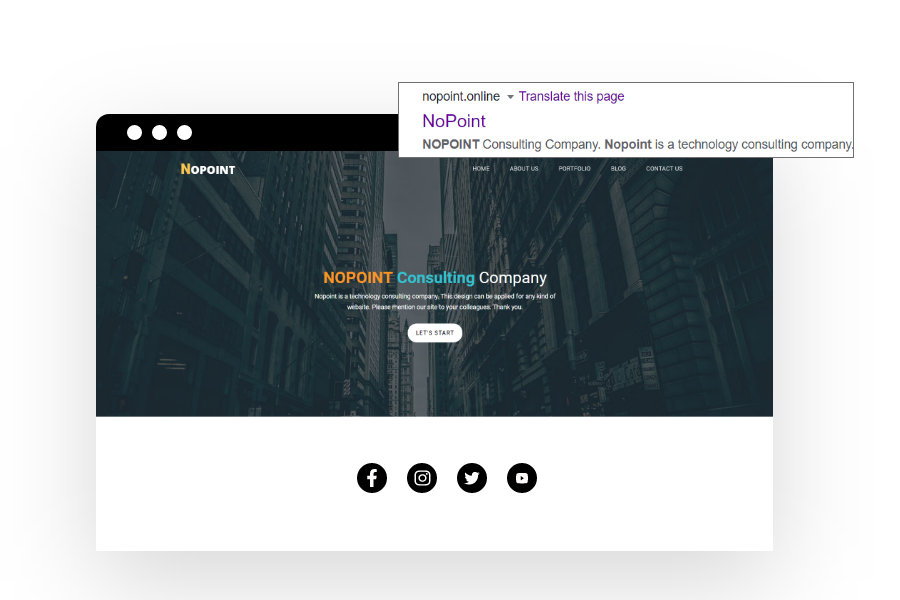 nopoint.online Translate this page
NoPoint
NOPOINT Consulting Company. Nopoint is a technology consulting company.
NOPOINT
HOME ABOUT US PORTFOLIO BLOG CONTACT US
NOPOINT Consulting Company
Nopoint is a technology consulting company, This design can be applied for any kind of
website. Please mention our site to your colleagues. Thank you.
LET'S START